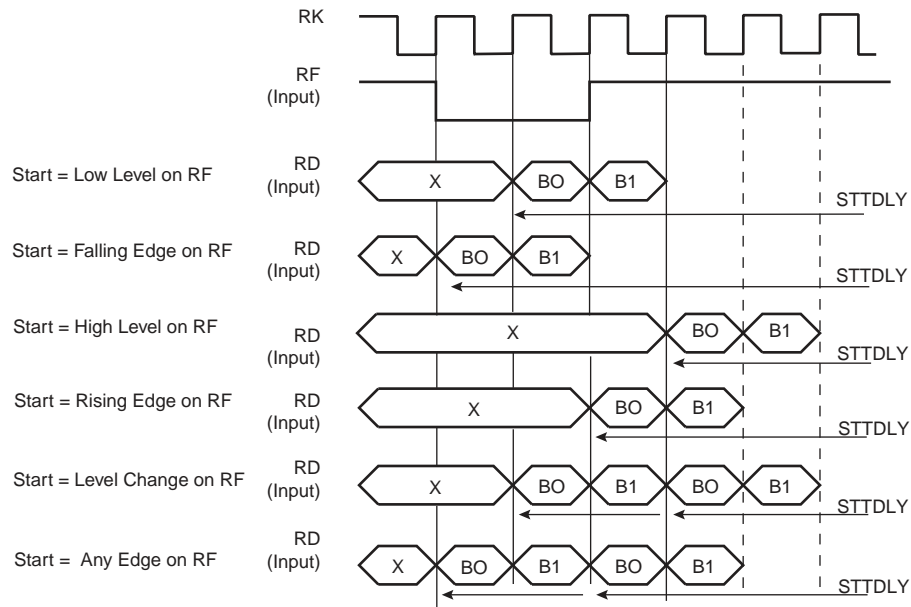 RK
RF
(Input)
Start = Low Level on RF
RD
(Input)
X
BO
B1
STTDLY
Start = Falling Edge on RF
RD
(Input)
X
BO
B1
STTDLY
Start = High Level on RF
RD
(Input)
X
BO
B1
STTDLY
Start = Rising Edge on RF
RD
(Input)
X
BO
B1
STTDLY
Start = Level Change on RF
RD
(Input)
X
BO
B1
BO
B1
STTDLY
Start = Any Edge on RF
RD
(Input)
X
BO
B1
BO
B1
STTDLY